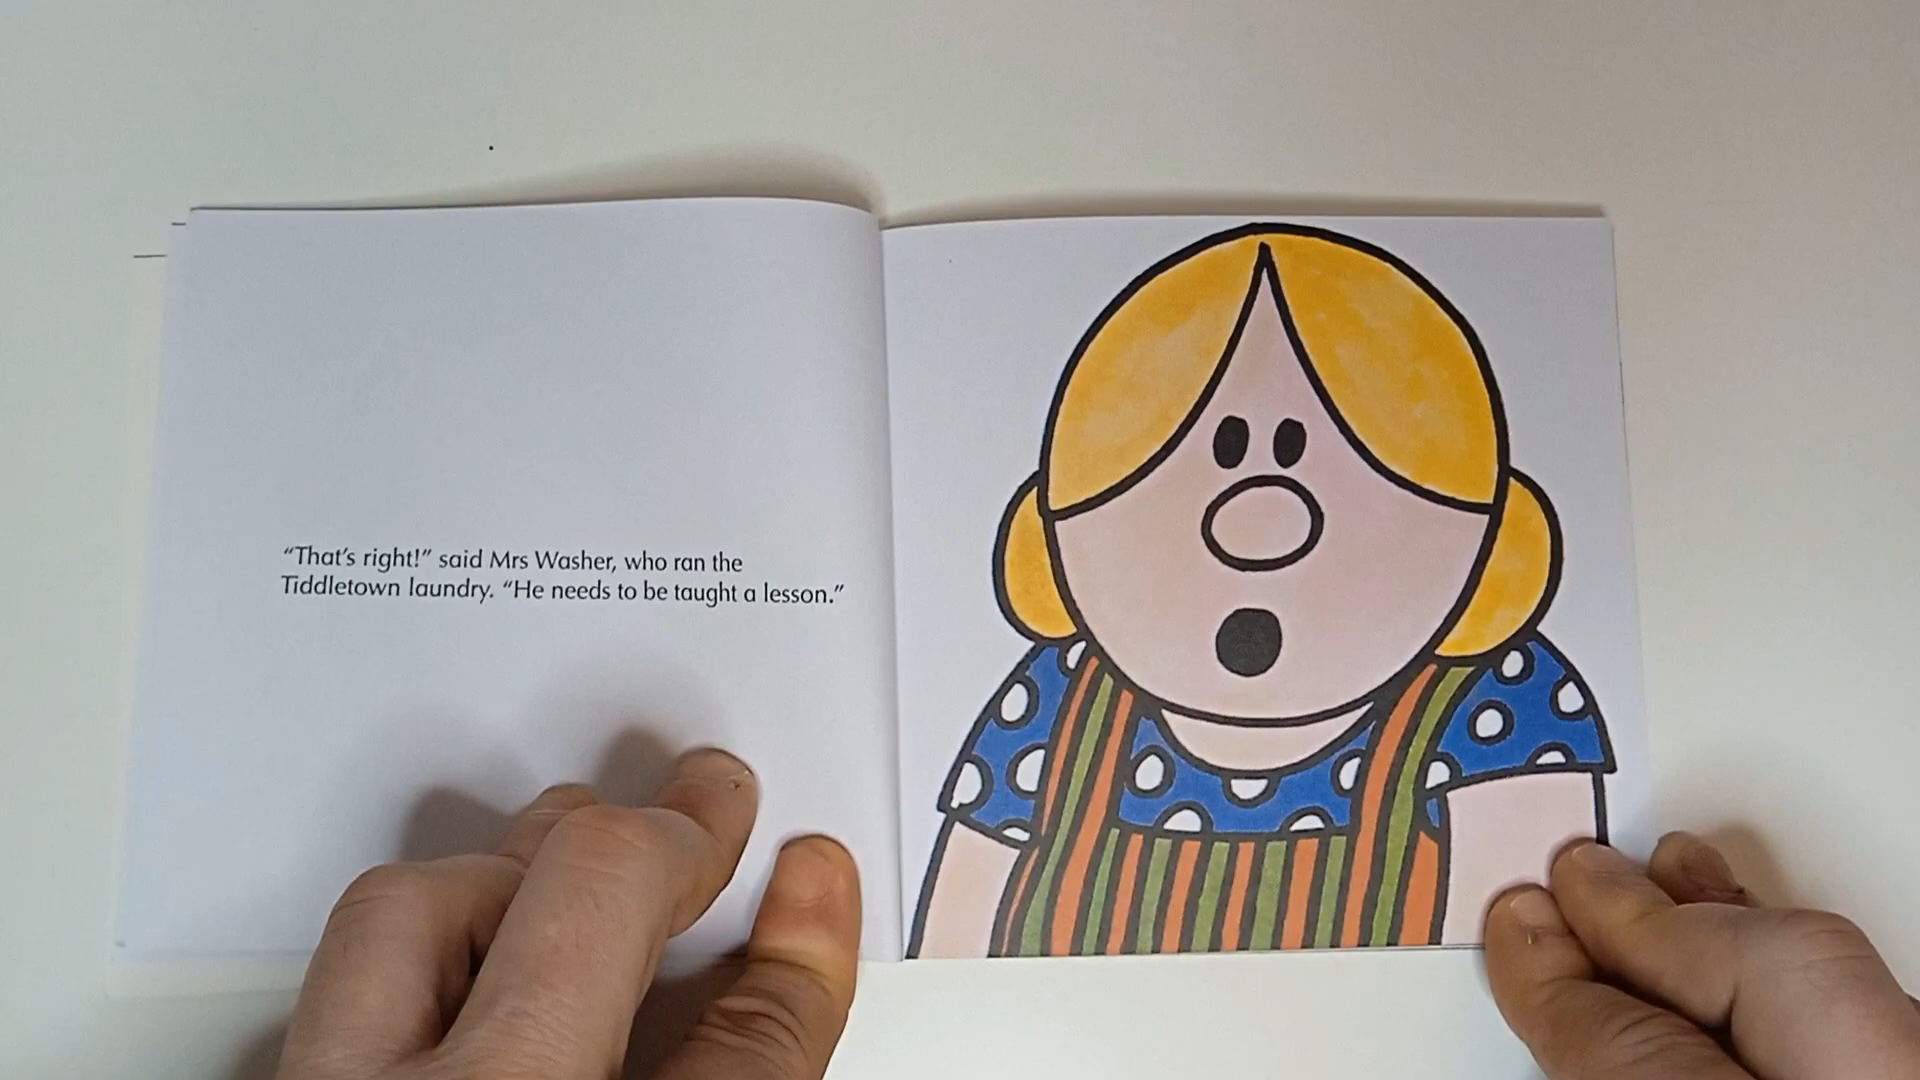 “That’s right!” said Mrs Washer, who ran the
Tiddletown laundry. “He needs to be taught a lesson.”